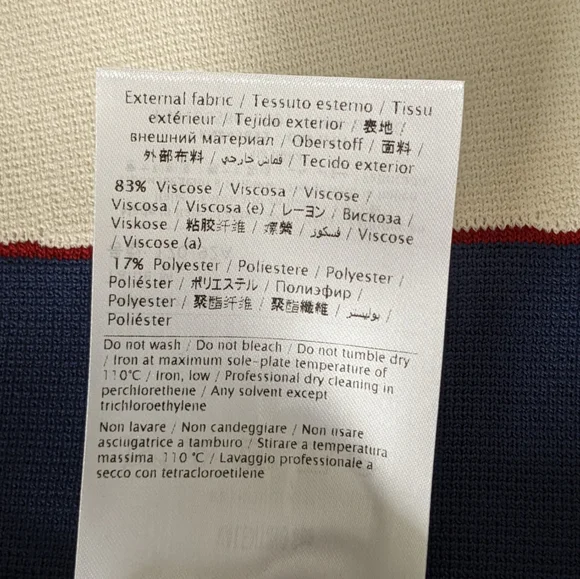 External fabric / Tessuto esterno / Tissu
extérieur / Tejido exterior / 表地 /
внешний материал / Oberstoff / 面料 /
外部布料 / قماش خارجي / Tecido exterior
83% Viscose / Viscosa / Viscose /
Viscosa / Viscosa (e) / レーヨン / Вискоза /
Viskose / 粘胶纤维 / 嫘縈 / فسكوز / Viscose
/ Viscose (a)
17% Polyester / Poliestere / Polyester /
Poliéster / ポリエステル / Полиэфир /
Polyester / 聚酯纤维 / 聚酯纖維 / بوليستر /
Poliéster
Do not wash / Do not bleach / Do not tumble dry
/ Iron at maximum sole-plate temperature of
110°C / iron, low / Professional dry cleaning in
perchlorethene / Any solvent except
trichloroethylene
Non lavare / Non candeggiare / Non usare
asciugatrice a tamburo / Stirare a temperatura
massima 110 °C / Lavaggio professionale a
secco con tetracloroetilene